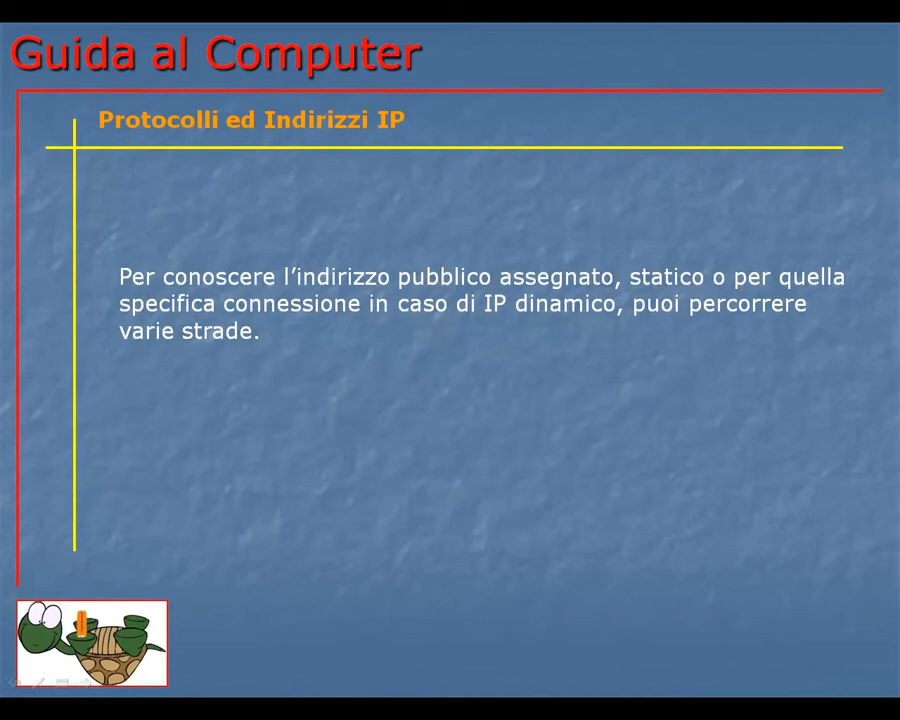 Guida al Computer
Protocolli ed Indirizzi IP
Per conoscere l’indirizzo pubblico assegnato, statico o per quella
specifica connessione in caso di IP dinamico, puoi percorrere
varie strade.